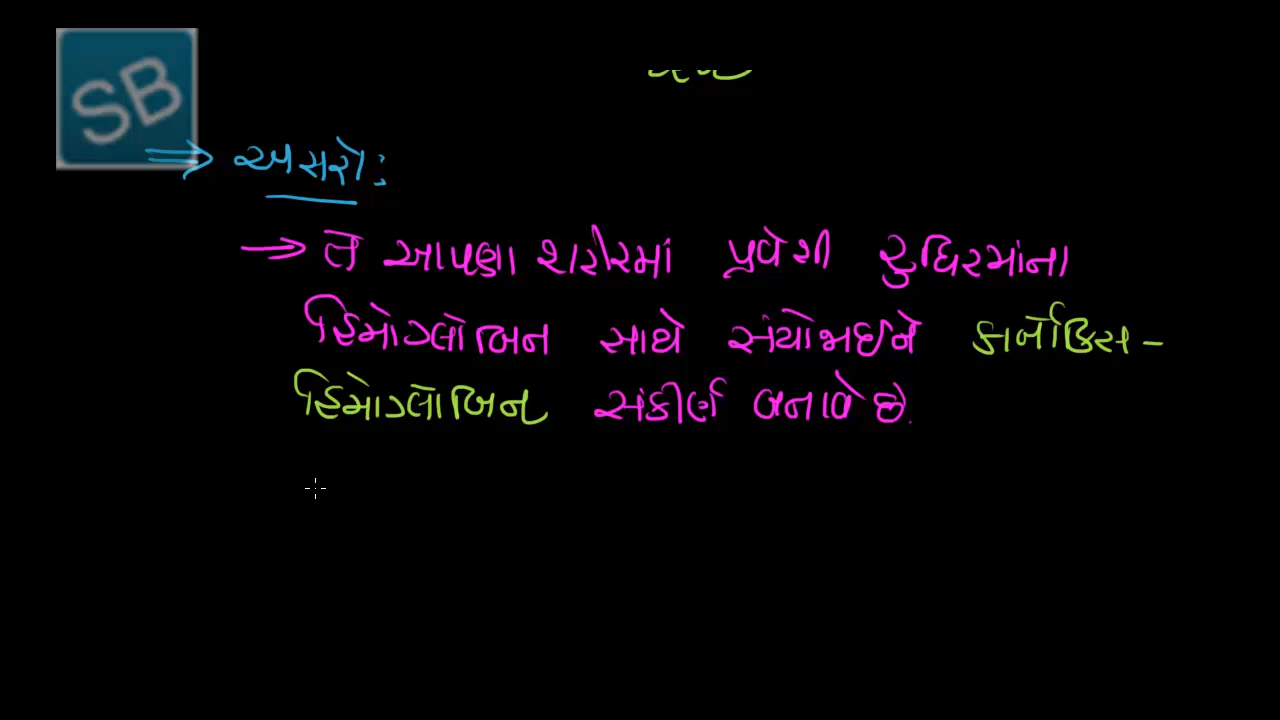 SB
⇒ અસરો:
→ તે આપણા શરીરમાં પ્રવેશી રુધિરમાંના
હિમોગ્લોબિન સાથે સંયોજાઈને કાર્બોક્સિ-
હિમોગ્લોબિન સંકીર્ણ બનાવે છે.